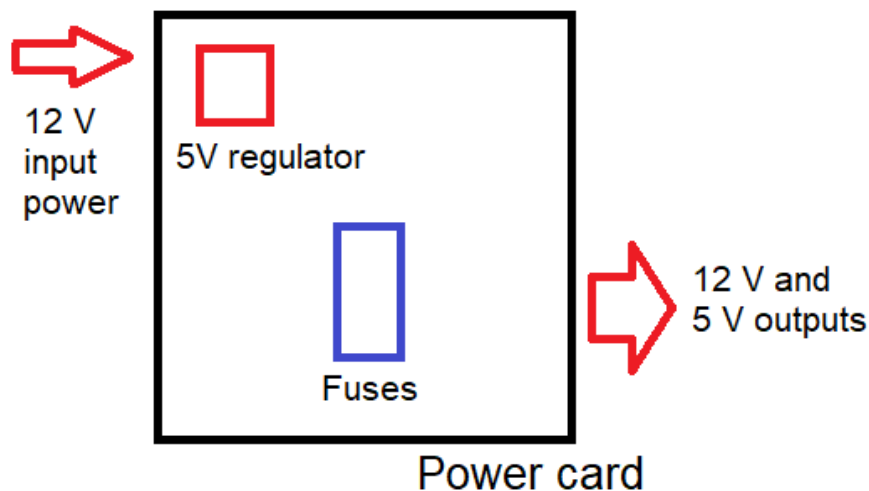 12 V
input
power
5V regulator
Fuses
12 V and
5 V outputs
Power card